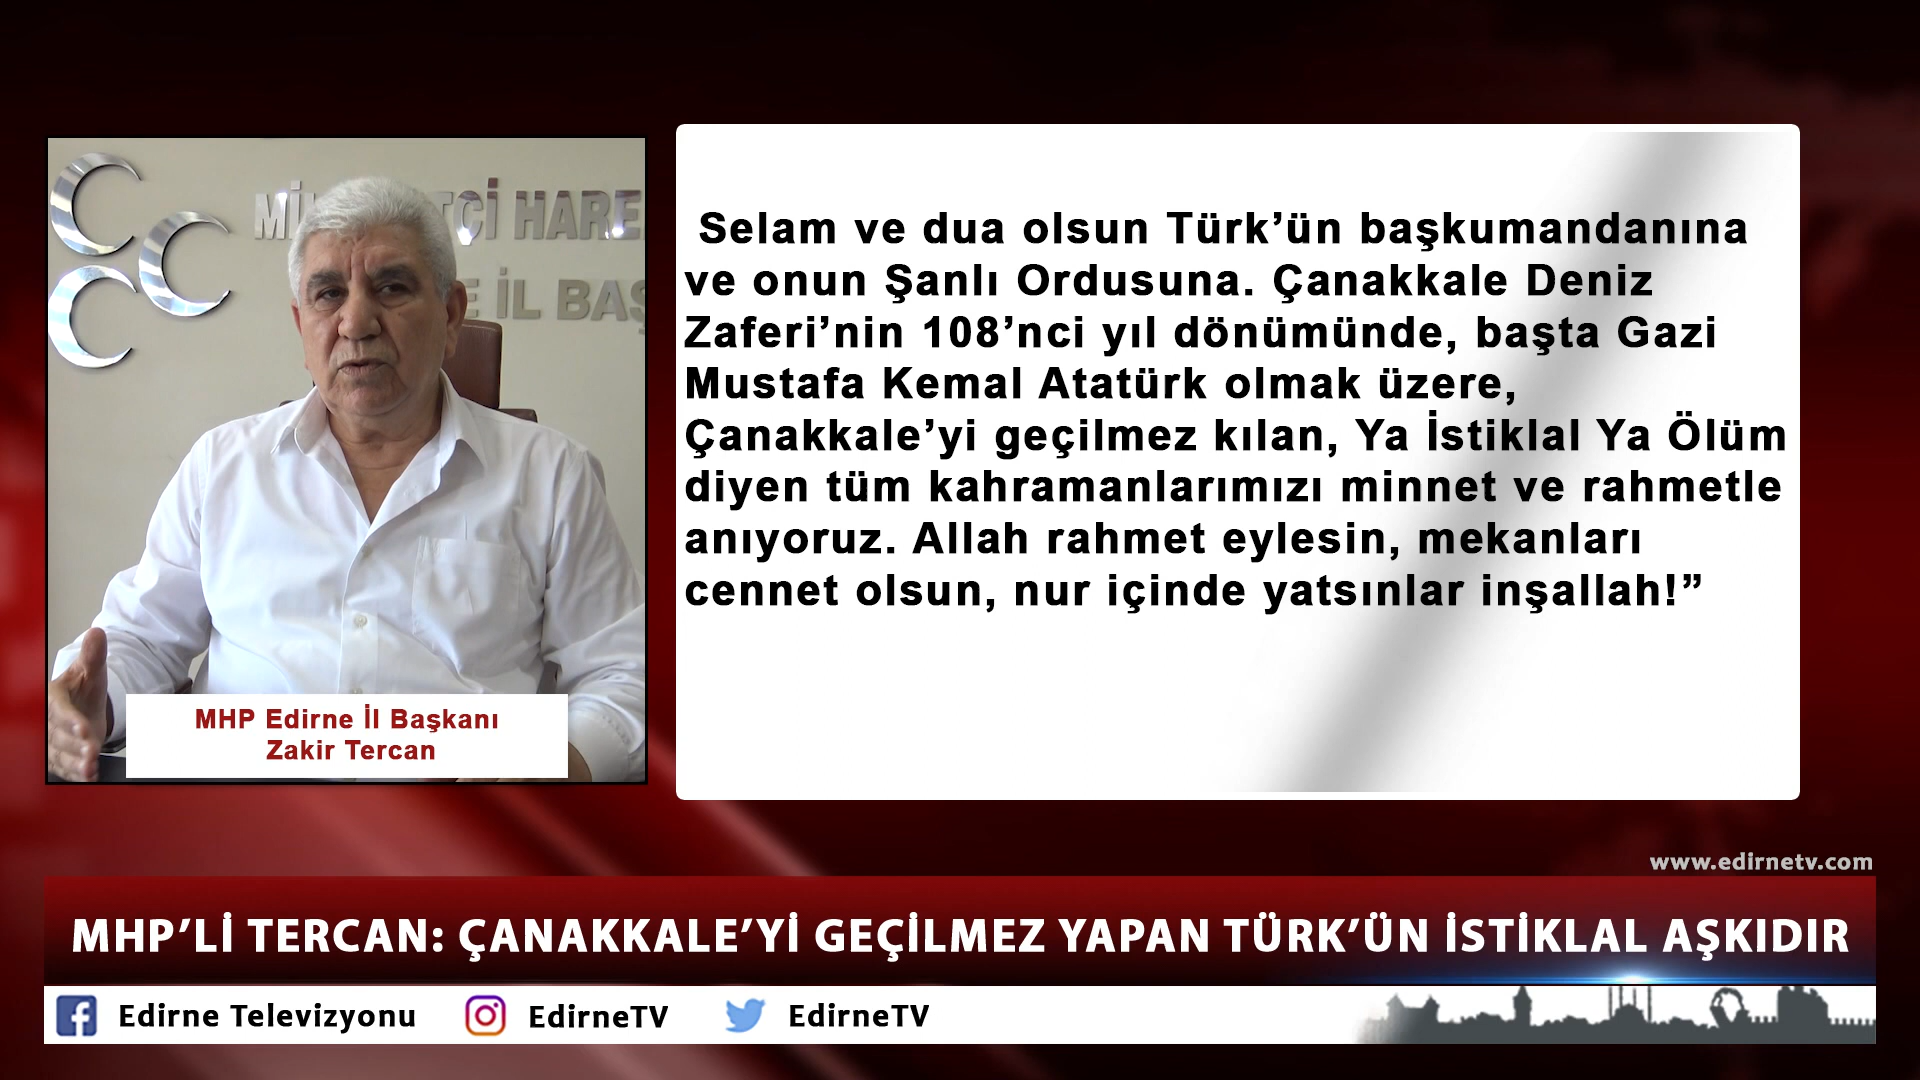 HARE
İL BAŞ
MHP Edirne İl Başkanı
Zakir Tercan
Selam ve dua olsun Türk’ün başkumandanına
ve onun Şanlı Ordusuna. Çanakkale Deniz
Zaferi’nin 108’nci yıl dönümünde, başta Gazi
Mustafa Kemal Atatürk olmak üzere,
Çanakkale’yi geçilmez kılan, Ya İstiklal Ya Ölüm
diyen tüm kahramanlarımızı minnet ve rahmetle
anıyoruz. Allah rahmet eylesin, mekanları
cennet olsun, nur içinde yatsınlar inşallah!”
www.edirnetv.com
MHP’Lİ TERCAN: ÇANAKKALE’Yİ GEÇİLMEZ YAPAN TÜRK’ÜN İSTİKLAL AŞKIDIR
Edirne Televizyonu EdirneTV EdirneTV